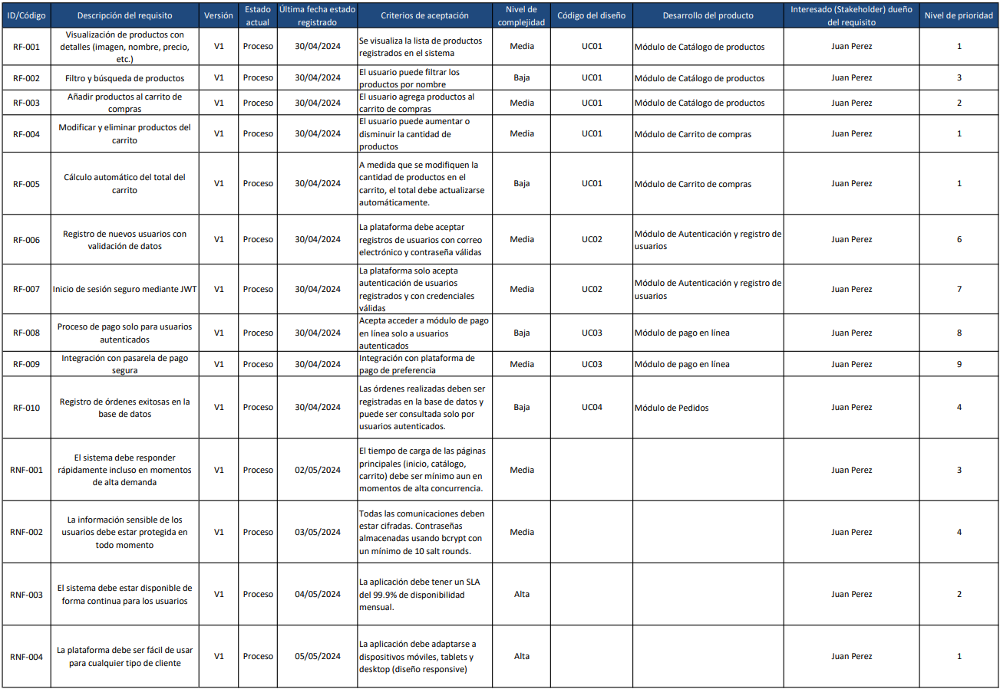 ID/Código Descripción del requisito Versión Estado actual Última fecha estado registrado Criterios de aceptación Nivel de complejidad Código del diseño Desarrollo del producto Interesado (Stakeholder) dueño del requisito Nivel de prioridad
RF-001 Visualización de productos con detalles (imagen, nombre, precio, etc.) V1 Proceso 30/04/2024 Se visualiza la lista de productos registrados en el sistema Media UC01 Módulo de Catálogo de productos Juan Perez 1
RF-002 Filtro y búsqueda de productos V1 Proceso 30/04/2024 El usuario puede filtrar los productos por nombre Baja UC01 Módulo de Catálogo de productos Juan Perez 3
RF-003 Añadir productos al carrito de compras V1 Proceso 30/04/2024 El usuario agrega productos al carrito de compras Media UC01 Módulo de Catálogo de productos Juan Perez 2
RF-004 Modificar y eliminar productos del carrito V1 Proceso 30/04/2024 El usuario puede aumentar o disminuir la cantidad de productos Media UC01 Módulo de Carrito de compras Juan Perez 1
RF-005 Cálculo automático del total del carrito V1 Proceso 30/04/2024 A medida que se modifiquen la cantidad de productos en el carrito, el total debe actualizarse automáticamente. Baja UC01 Módulo de Carrito de compras Juan Perez 1
RF-006 Registro de nuevos usuarios con validación de datos V1 Proceso 30/04/2024 La plataforma debe aceptar registros de usuarios con correo electrónico y contraseña válidas Media UC02 Módulo de Autenticación y registro de usuarios Juan Perez 6
RF-007 Inicio de sesión seguro mediante JWT V1 Proceso 30/04/2024 La plataforma solo acepta autenticación de usuarios registrados y con credenciales válidas Media UC02 Módulo de Autenticación y registro de usuarios Juan Perez 7
RF-008 Proceso de pago solo para usuarios autenticados V1 Proceso 30/04/2024 Acepta acceder a módulo de pago en línea solo a usuarios autenticados Baja UC03 Módulo de pago en línea Juan Perez 8
RF-009 Integración con pasarela de pago segura V1 Proceso 30/04/2024 Integración con plataforma de pago de preferencia Media UC03 Módulo de pago en línea Juan Perez 9
RF-010 Registro de órdenes exitosas en la base de datos V1 Proceso 30/04/2024 Las órdenes realizadas deben ser registradas en la base de datos y puede ser consultada solo por usuarios autenticados. Baja UC04 Módulo de Pedidos Juan Perez 4
RNF-001 El sistema debe responder rápidamente incluso en momentos de alta demanda V1 Proceso 02/05/2024 El tiempo de carga de las páginas principales (inicio, catálogo, carrito) debe ser mínimo aun en momentos de alta concurrencia. Media Juan Perez 3
RNF-002 La información sensible de los usuarios debe estar protegida en todo momento V1 Proceso 03/05/2024 Todas las comunicaciones deben estar cifradas. Contraseñas almacenadas usando bcrypt con un mínimo de 10 salt rounds. Media Juan Perez 4
RNF-003 El sistema debe estar disponible de forma continua para los usuarios V1 Proceso 04/05/2024 La aplicación debe tener un SLA del 99.9% de disponibilidad mensual. Alta Juan Perez 2
RNF-004 La plataforma debe ser fácil de usar para cualquier tipo de cliente V1 Proceso 05/05/2024 La aplicación debe adaptarse a dispositivos móviles, tablets y desktop (diseño responsive) Alta Juan Perez 1